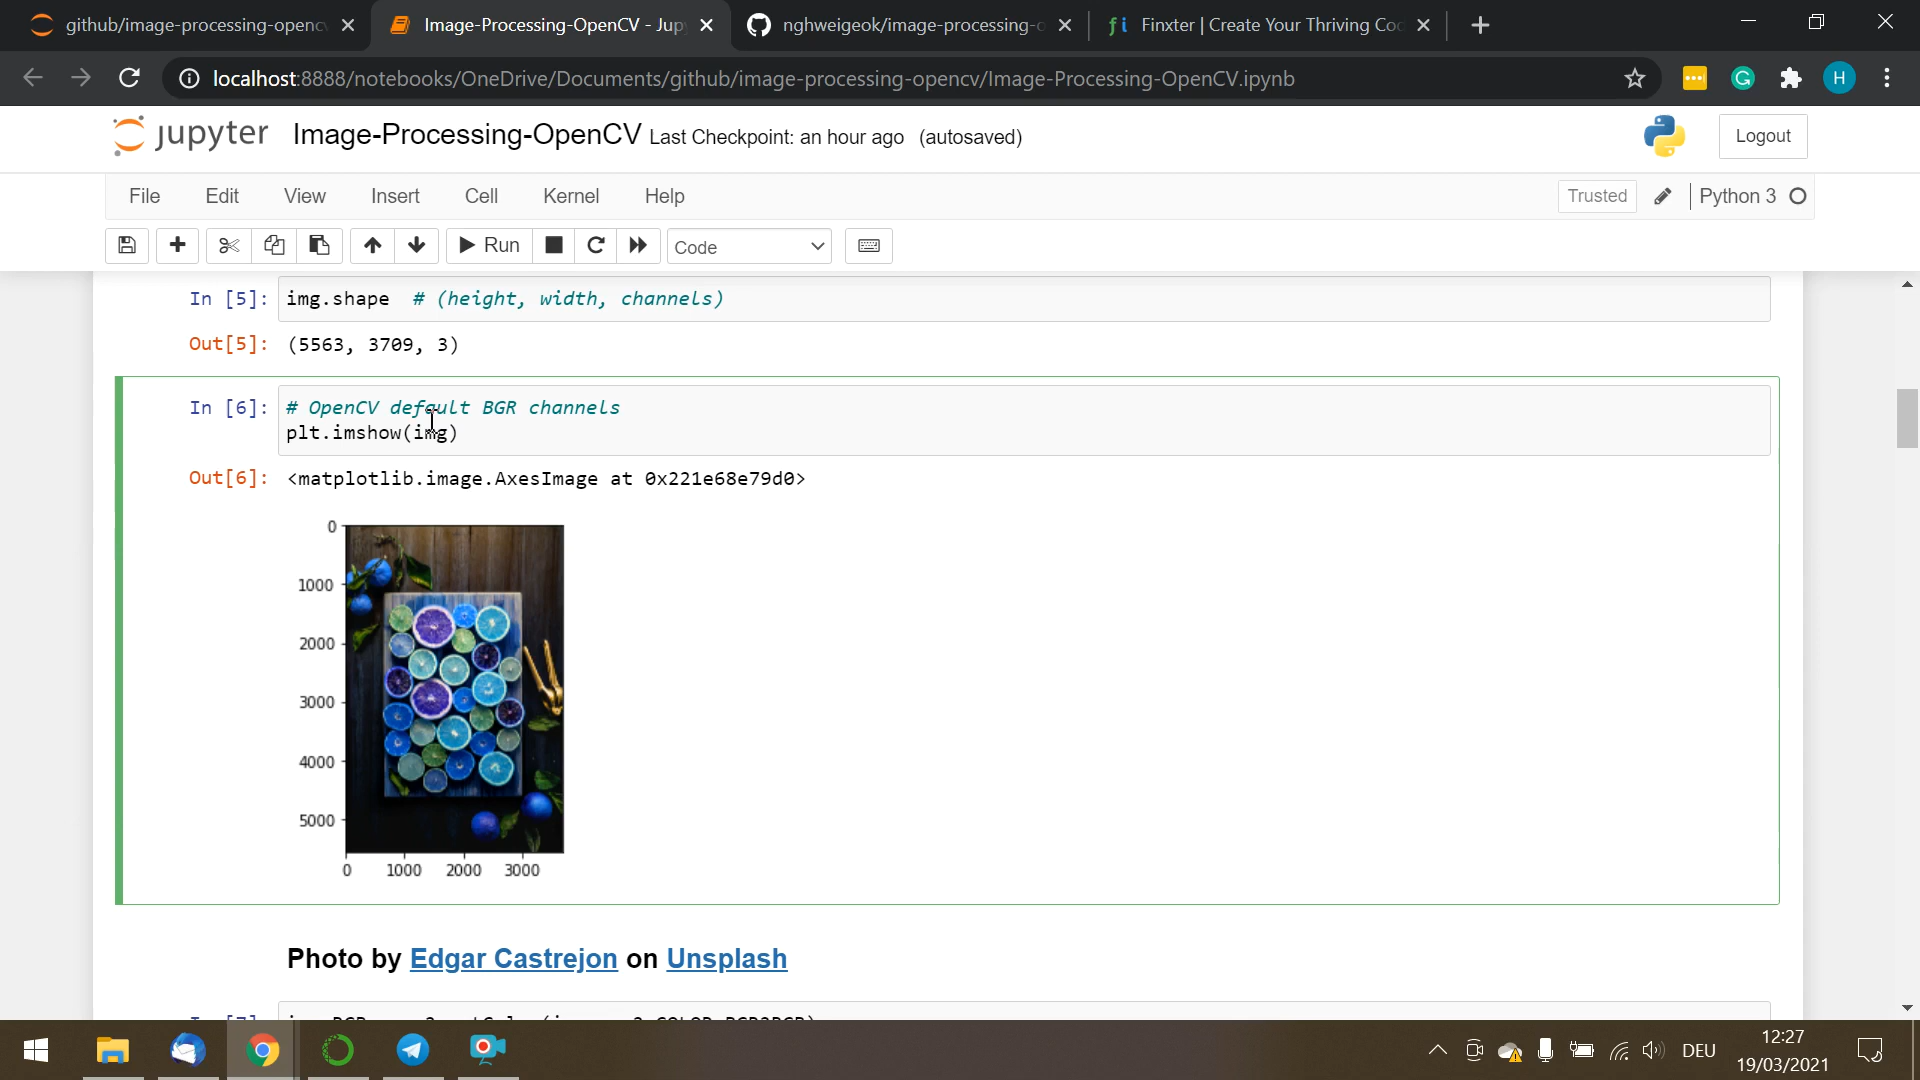 github/image-processing-openc
Image-Processing-OpenCV - Jup
nghweigeok/image-processing-o
Finxter | Create Your Thriving Co
localhost:8888/notebooks/OneDrive/Documents/github/image-processing-opencv/Image-Processing-OpenCV.ipynb
H
jupyter Image-Processing-OpenCV Last Checkpoint: an hour ago (autosaved)
Logout
File Edit View Insert Cell Kernel Help
Trusted Python 3
Run Code
In [5]: img.shape # (height, width, channels)
Out[5]: (5563, 3709, 3)
In [6]: # OpenCV default BGR channels
plt.imshow(img)
Out[6]: <matplotlib.image.AxesImage at 0x221e68e79d0>
0
1000
2000
3000
4000
5000
0 1000 2000 3000
Photo by Edgar Castrejon on Unsplash
DEU
12:27
19/03/2021